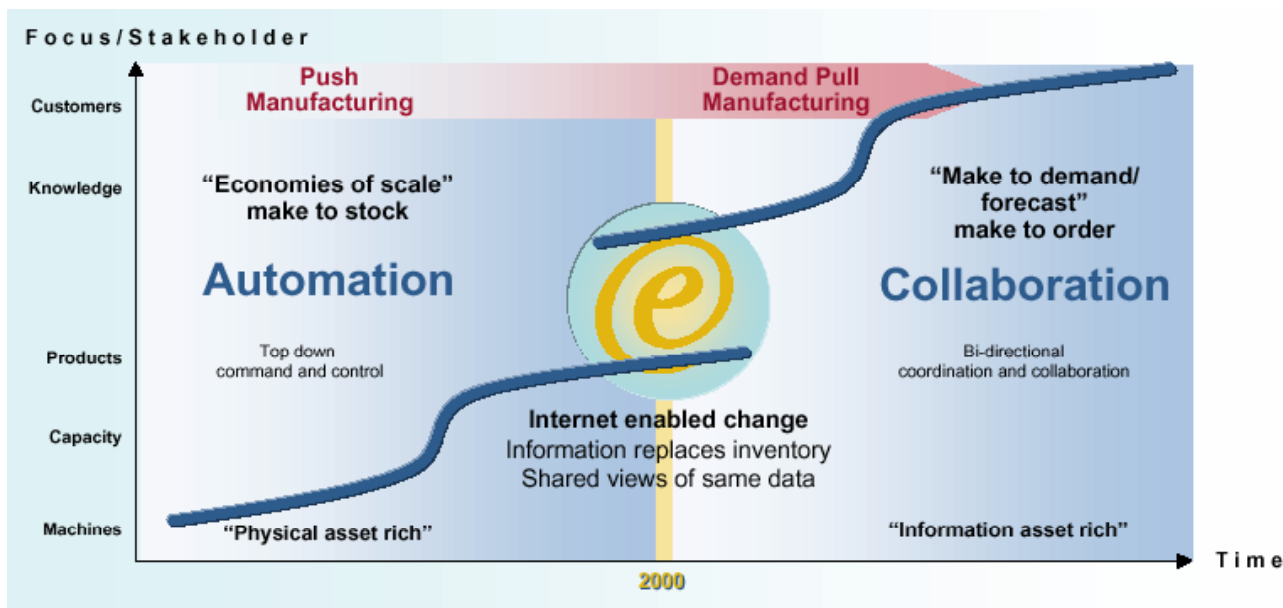 Focus/Stakeholder
Push
Manufacturing
Demand Pull
Manufacturing
Customers
Knowledge
Products
Capacity
Machines
“Economies of scale”
make to stock
Automation
Top down
command and control
“Physical asset rich”
e
Internet enabled change
Information replaces inventory
Shared views of same data
“Make to demand/
forecast”
make to order
Collaboration
Bi-directional
coordination and collaboration
“Information asset rich”
Time
2000